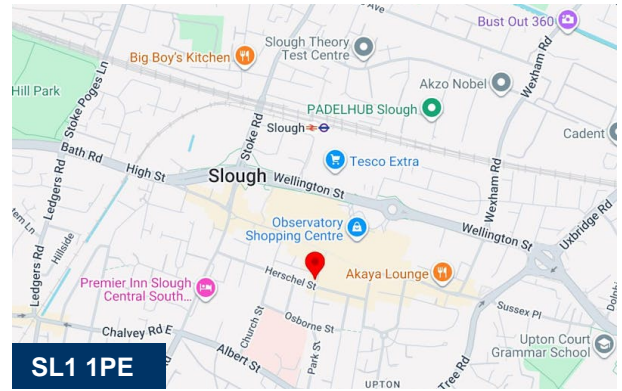 Bust Out 360
Slough Theory
Test Centre
Big Boy's Kitchen
Akzo Nobel
Hill Park
Stoke Poges Ln
Stoke Rd
PADELHUB Slough
Wexham Rd
Cadent
Slough
Bath Rd
High St
Tesco Extra
Slough
Wellington St
Ledgers Rd
Wexham Rd
Hillside
Observatory
Shopping Centre
Wellington St
Uxbridge Rd
Ledgers Rd
Premier Inn Slough
Central South...
Herschel St
Akaya Lounge
Sussex Pl
Chalvey Rd E
Church St
Osborne St
Albert St
Park St
Tree Rd
Upton Court
Grammar School
UPTON
SL1 1PE